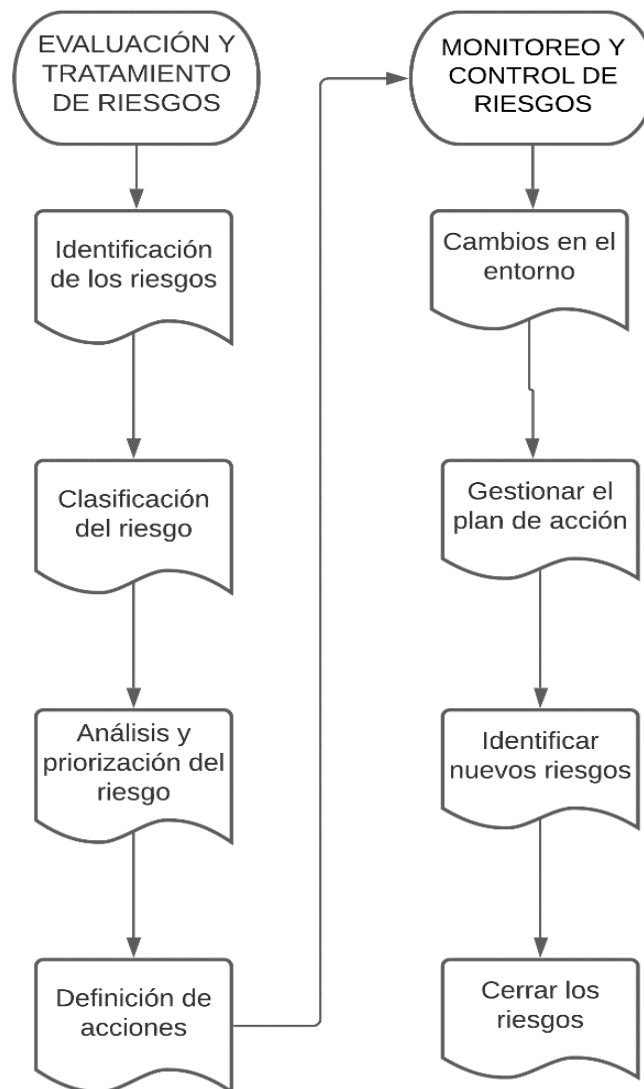 EVALUACIÓN Y
TRATAMIENTO
DE RIESGOS
Identificación
de los riesgos
Clasificación
del riesgo
Análisis y
priorización del
riesgo
Definición de
acciones
MONITOREO Y
CONTROL DE
RIESGOS
Cambios en el
entorno
Gestionar el
plan de acción
Identificar
nuevos riesgos
Cerrar los
riesgos